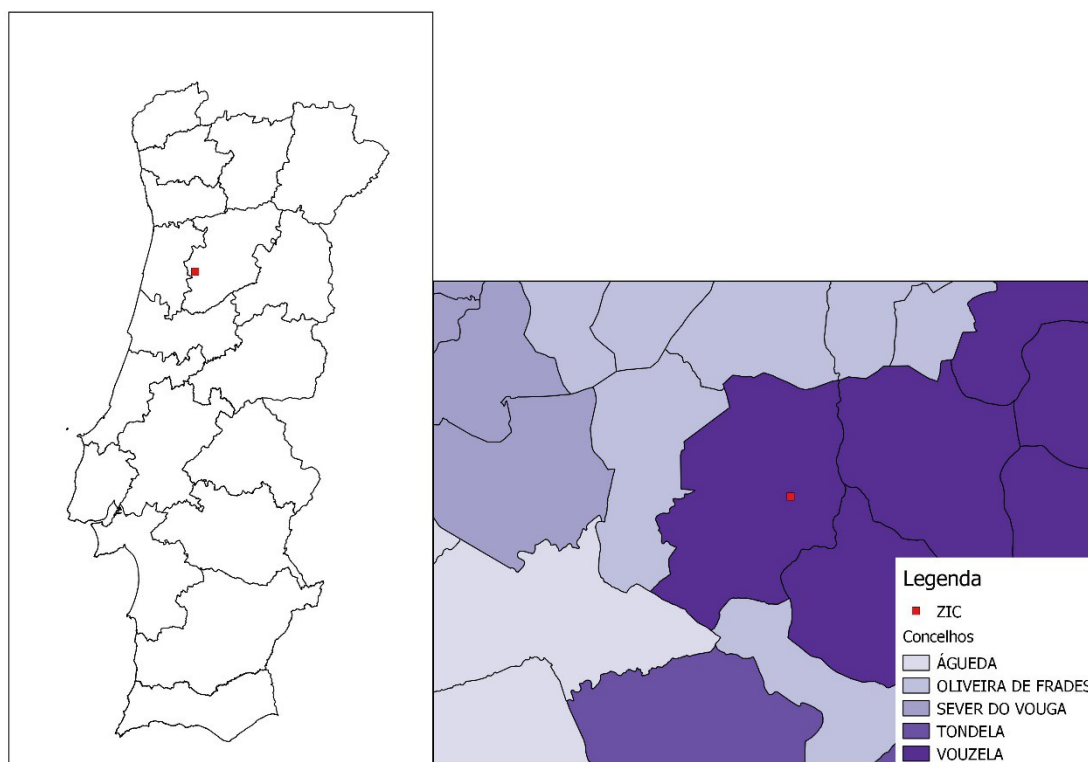 Legenda
ZIC
Concelhos
ÁGUEDA
OLIVEIRA DE FRADES
SEVER DO VOUGA
TONDELA
VOUZELA